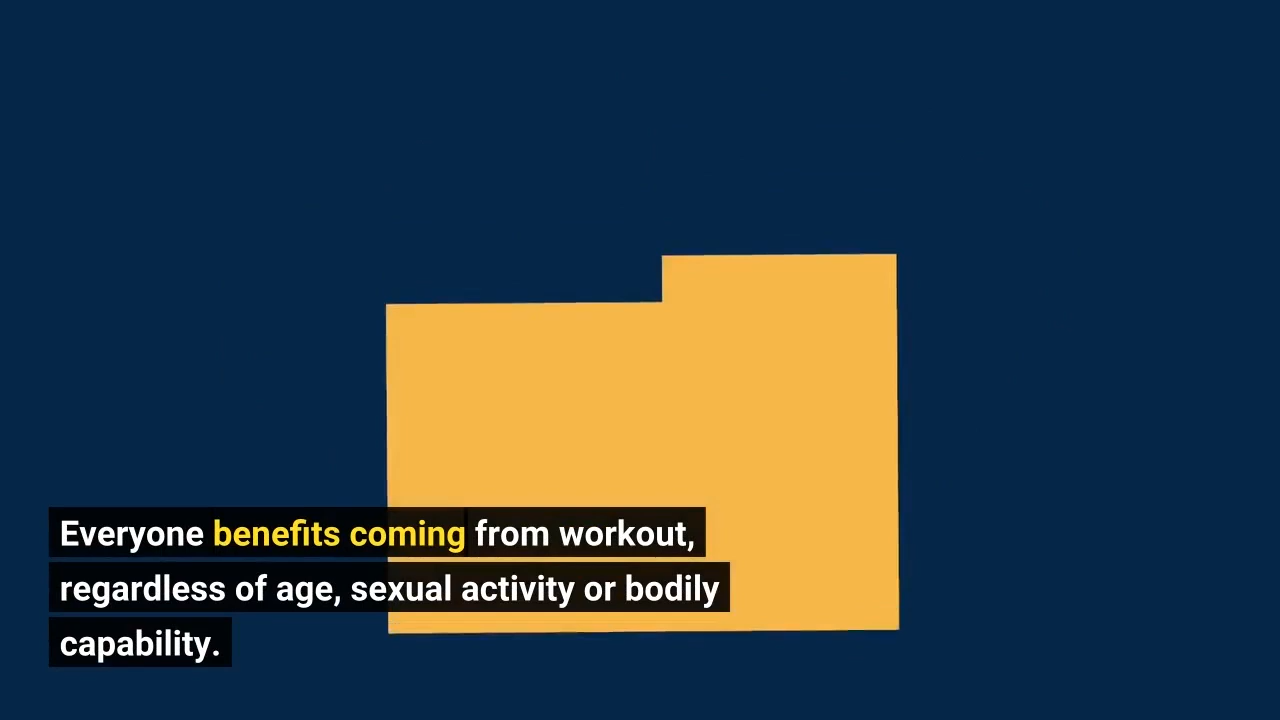 Everyone benefits coming from workout,
regardless of age, sexual activity or bodily
capability.